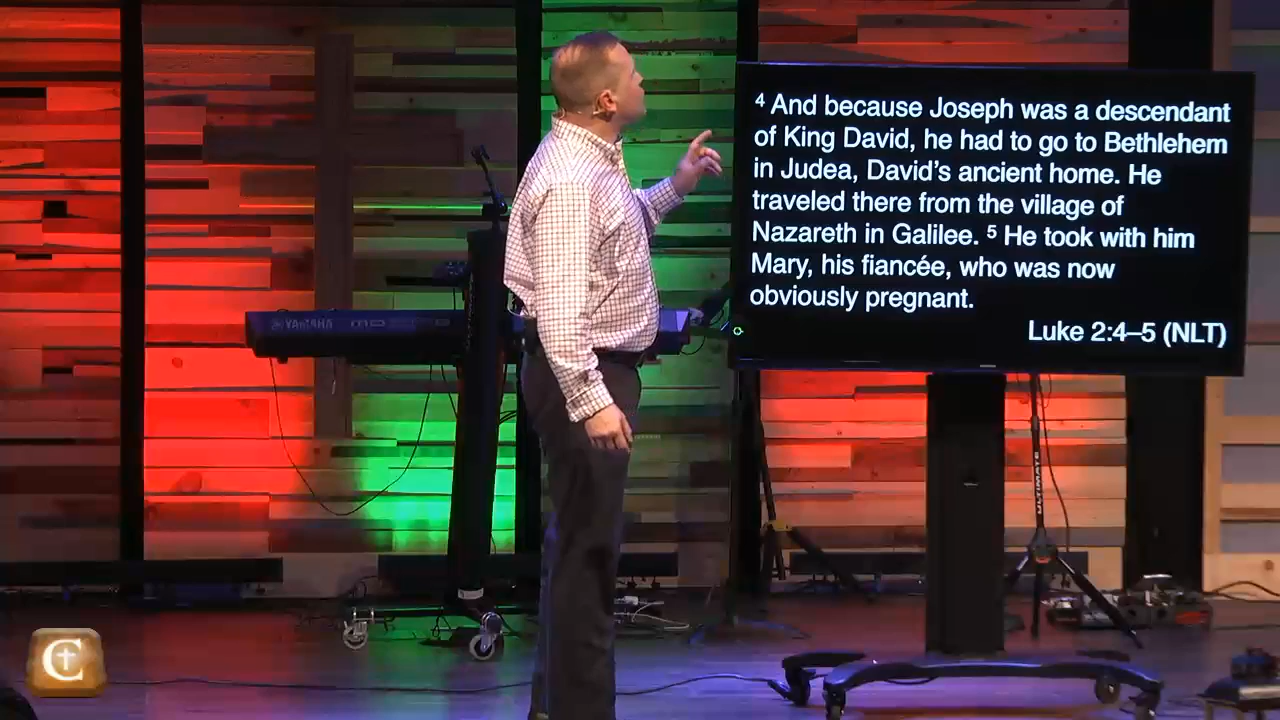 ⁴ And because Joseph was a descendant
of King David, he had to go to Bethlehem
in Judea, David’s ancient home. He
traveled there from the village of
Nazareth in Galilee. ⁵ He took with him
Mary, his fiancée, who was now
obviously pregnant.
Luke 2:4–5 (NLT)
YAMAHA
ULTIMATE
C